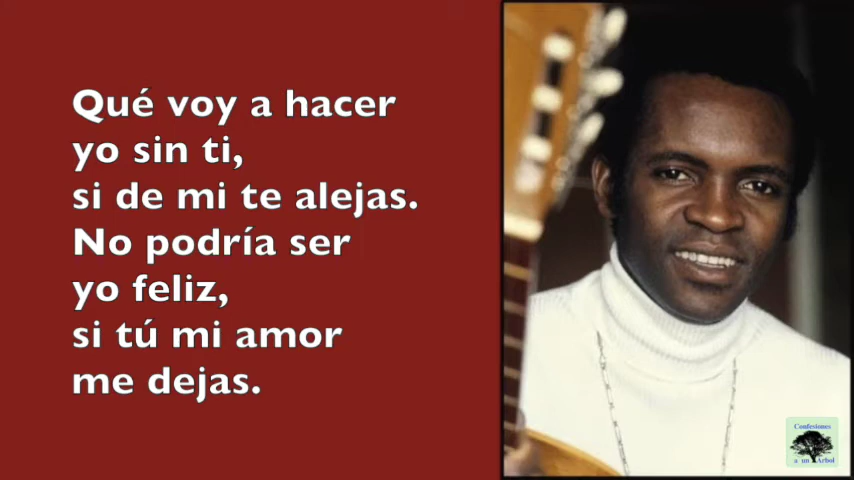 Qué voy a hacer
yo sin ti,
si de mi te alejas.
No podría ser
yo feliz,
si tú mi amor
me dejas.
Confesiones
a un Arbol